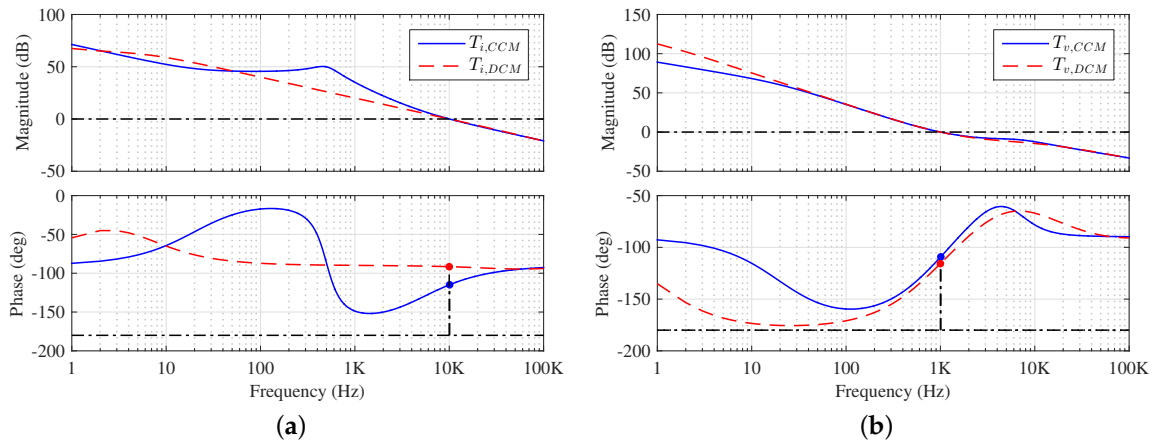 100
50
0
50
Magnitude (dB)
T_{i,CCM}
T_{i,DCM}
0
-50
-100
-150
-200
Phase (deg)
1
10
100
1K
10K
100K
Frequency (Hz)
(a)
150
100
50
0
50
Magnitude (dB)
T_{v,CCM}
T_{v,DCM}
-50
-100
-150
-200
Phase (deg)
1
10
100
1K
10K
100K
Frequency (Hz)
(b)